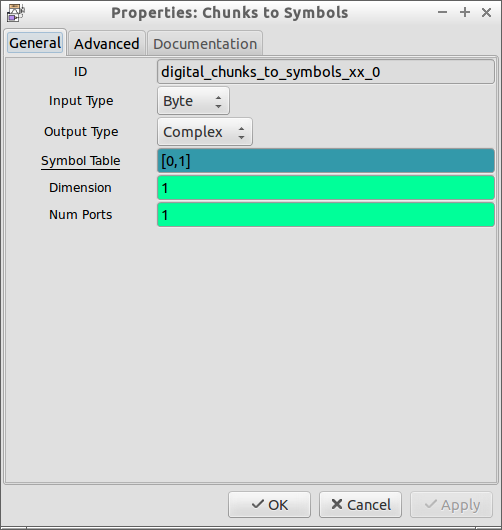 Properties: Chunks to Symbols
General Advanced Documentation
ID digital_chunks_to_symbols_xx_0
Input Type Byte
Output Type Complex
Symbol Table [0,1]
Dimension 1
Num Ports 1
OK Cancel Apply